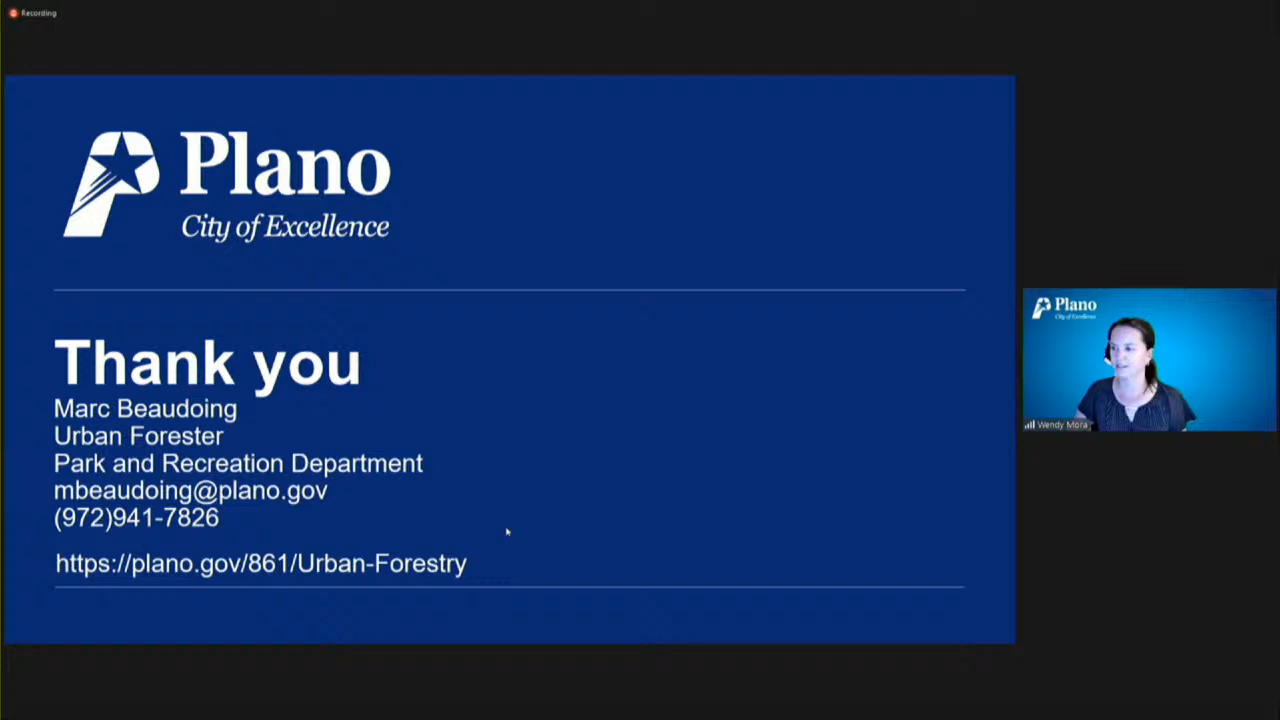 Recording
Plano
City of Excellence
Thank you
Marc Beaudoing
Urban Forester
Park and Recreation Department
mbeaudoing@plano.gov
(972)941-7826
https://plano.gov/861/Urban-Forestry
Plano
City of Excellence
Wendy Mora